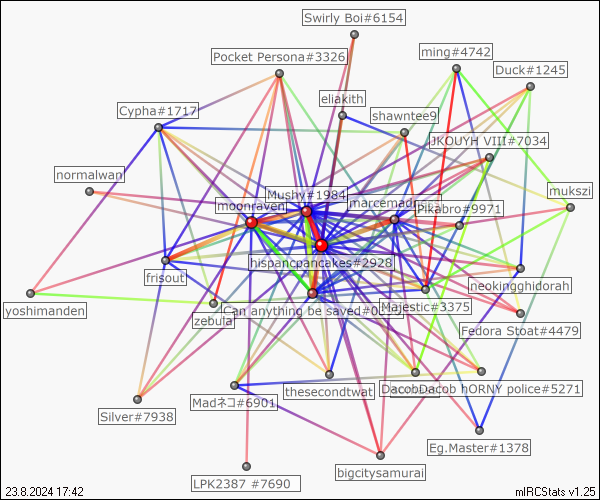 Swirly Boi#6154
ming#4742
Pocket Persona#3326
Duck#1245
eliakith
Cypha#1717
shawntee9
JKOUYH VIII#7034
normalwan
Mushy#1984
mukszi
moonraven
Pikabro#9971
hispancpancakes#2928
frisout
neokingghidorah
yoshimanden
zebula
Can anything be saved#0
Majestic#3375
Fedora Stoat#4479
thesecondtwat
DacobDacob hORNY police#5271
Silver#7938
Madネコ#6901
Eg.Master#1378
bigcitysamurai
LPK2387 #7690
23.8.2024 17:42
mIRCStats v1.25